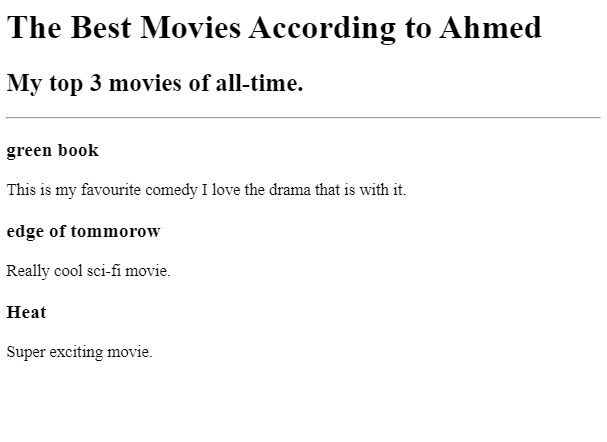 The Best Movies According to Ahmed
My top 3 movies of all-time.
green book
This is my favourite comedy I love the drama that is with it.
edge of tommorow
Really cool sci-fi movie.
Heat
Super exciting movie.